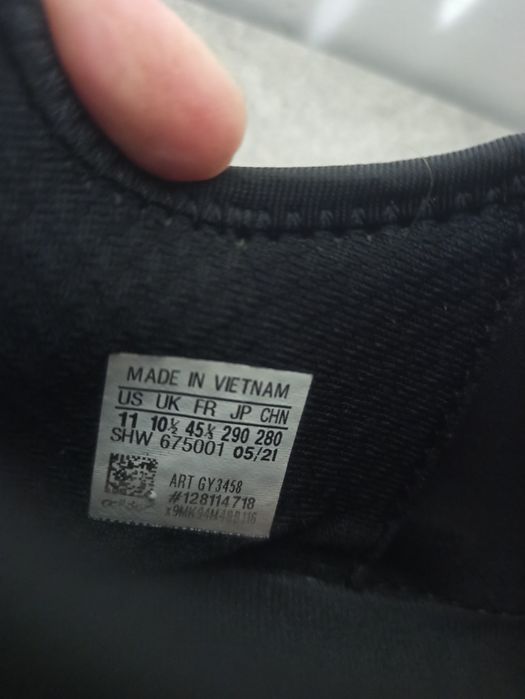 MADE IN VIETNAM
US UK FR JP CHN
11 10½ 45⅓ 290 280
SHW 675001 05/21
ART GY3458
#128114718